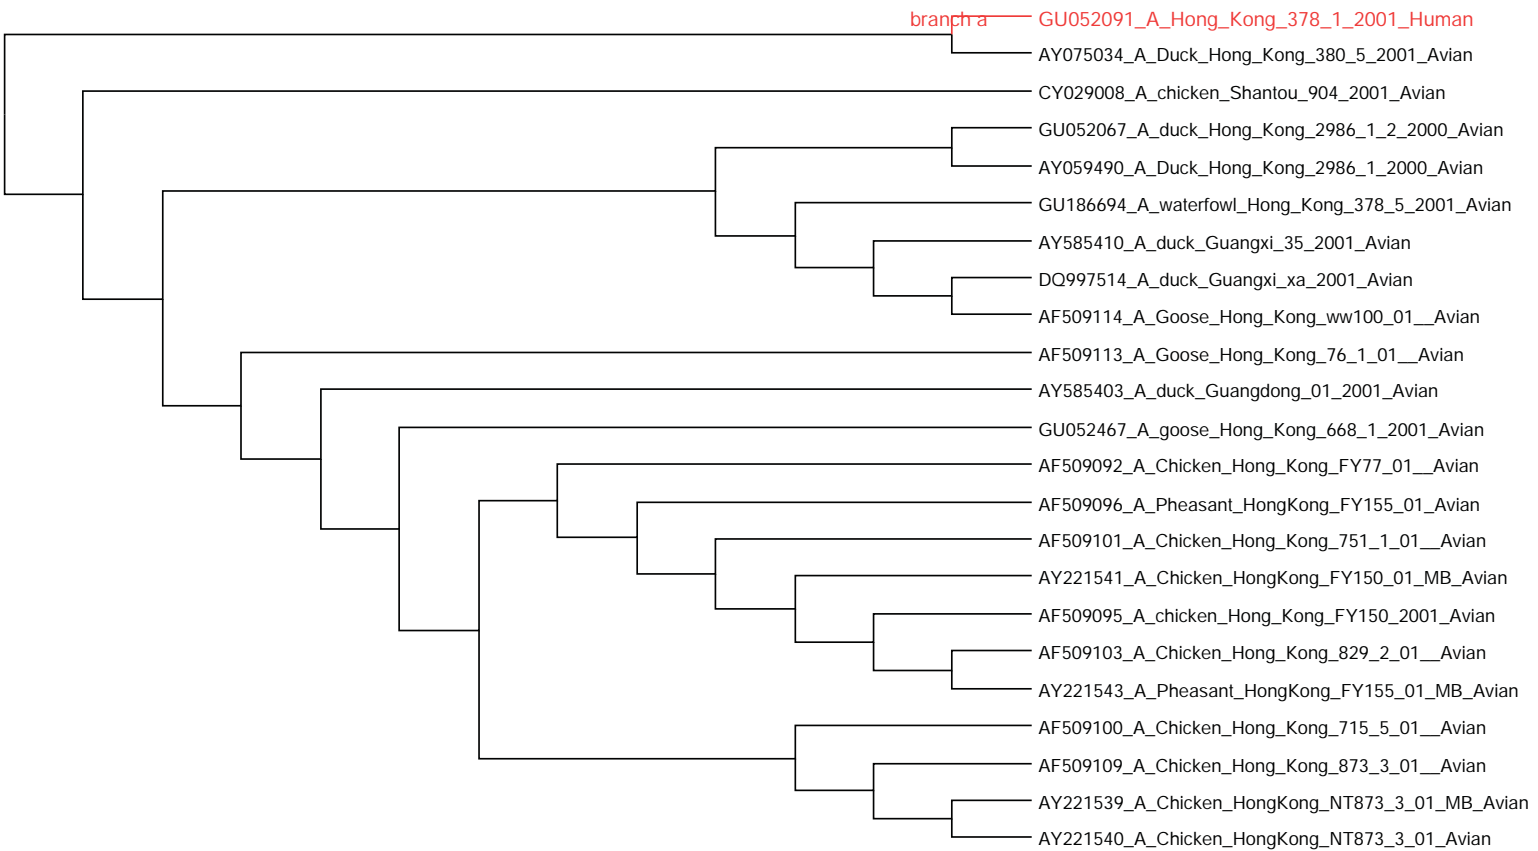 branch a
GU052091_A_Hong_Kong_378_1_2001_Human
AY075034_A_Duck_Hong_Kong_380_5_2001_Avian
CY029008_A_chicken_Shantou_904_2001_Avian
GU052067_A_duck_Hong_Kong_2986_1_2_2000_Avian
AY059490_A_Duck_Hong_Kong_2986_1_2000_Avian
GU186694_A_waterfowl_Hong_Kong_378_5_2001_Avian
AY585410_A_duck_Guangxi_35_2001_Avian
DQ997514_A_duck_Guangxi_xa_2001_Avian
AF509114_A_Goose_Hong_Kong_ww100_01__Avian
AF509113_A_Goose_Hong_Kong_76_1_01__Avian
AY585403_A_duck_Guangdong_01_2001_Avian
GU052467_A_goose_Hong_Kong_668_1_2001_Avian
AF509092_A_Chicken_Hong_Kong_FY77_01__Avian
AF509096_A_Pheasant_HongKong_FY155_01_Avian
AF509101_A_Chicken_Hong_Kong_751_1_01__Avian
AY221541_A_Chicken_HongKong_FY150_01_MB_Avian
AF509095_A_chicken_Hong_Kong_FY150_2001_Avian
AF509103_A_Chicken_Hong_Kong_829_2_01__Avian
AY221543_A_Pheasant_HongKong_FY155_01_MB_Avian
AF509100_A_Chicken_Hong_Kong_715_5_01__Avian
AF509109_A_Chicken_Hong_Kong_873_3_01__Avian
AY221539_A_Chicken_HongKong_NT873_3_01_MB_Avian
AY221540_A_Chicken_HongKong_NT873_3_01_Avian